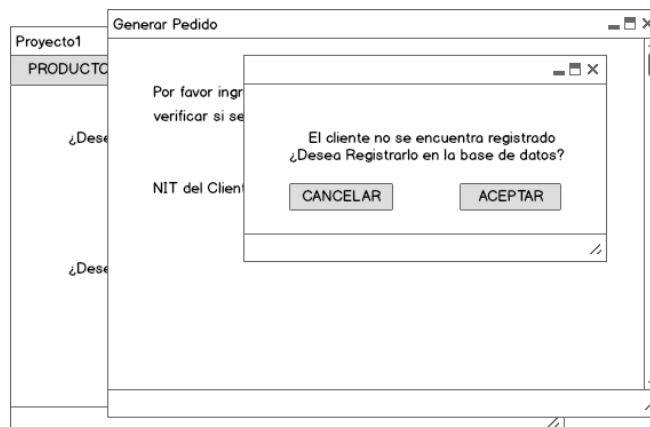 Generar Pedido
Proyecto1
PRODUCTO
Por favor ingr
verificar si se
¿Dese
NIT del Client
¿Dese
El cliente no se encuentra registrado
¿Desea Registrarlo en la base de datos?
CANCELAR
ACEPTAR